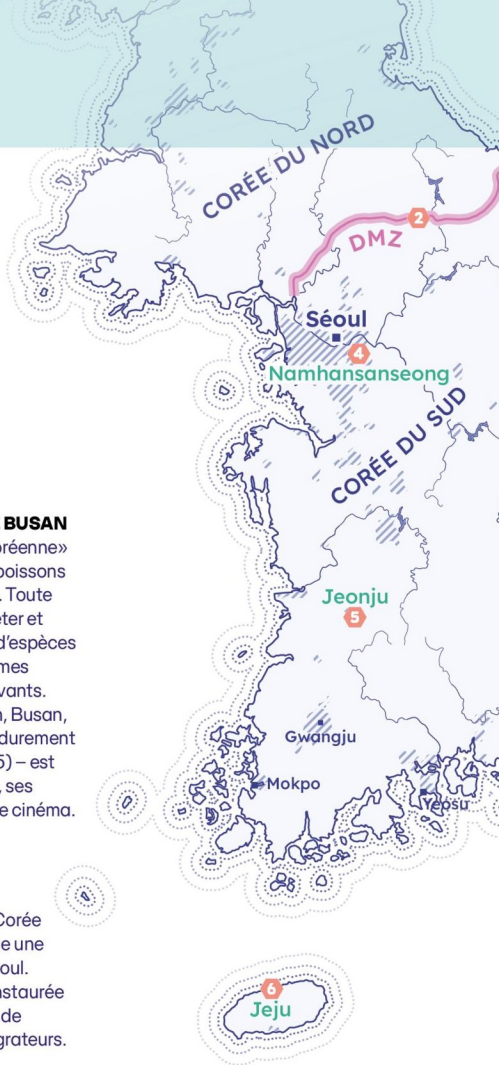 CORÉE DU NORD
2
DMZ
Séoul
4
Namhansanseong
CORÉE DU SUD
BUSAN
réenne»
poissons
. Toute
ter et
d'espèces
mes
vants.
n, Busan,
durement
5) – est
, ses
e cinéma.
Jeonju
5
Gwangju
Mokpo
Yeosu
Corée
e une
oul.
nstaurée
de
grateurs.
6
Jeju